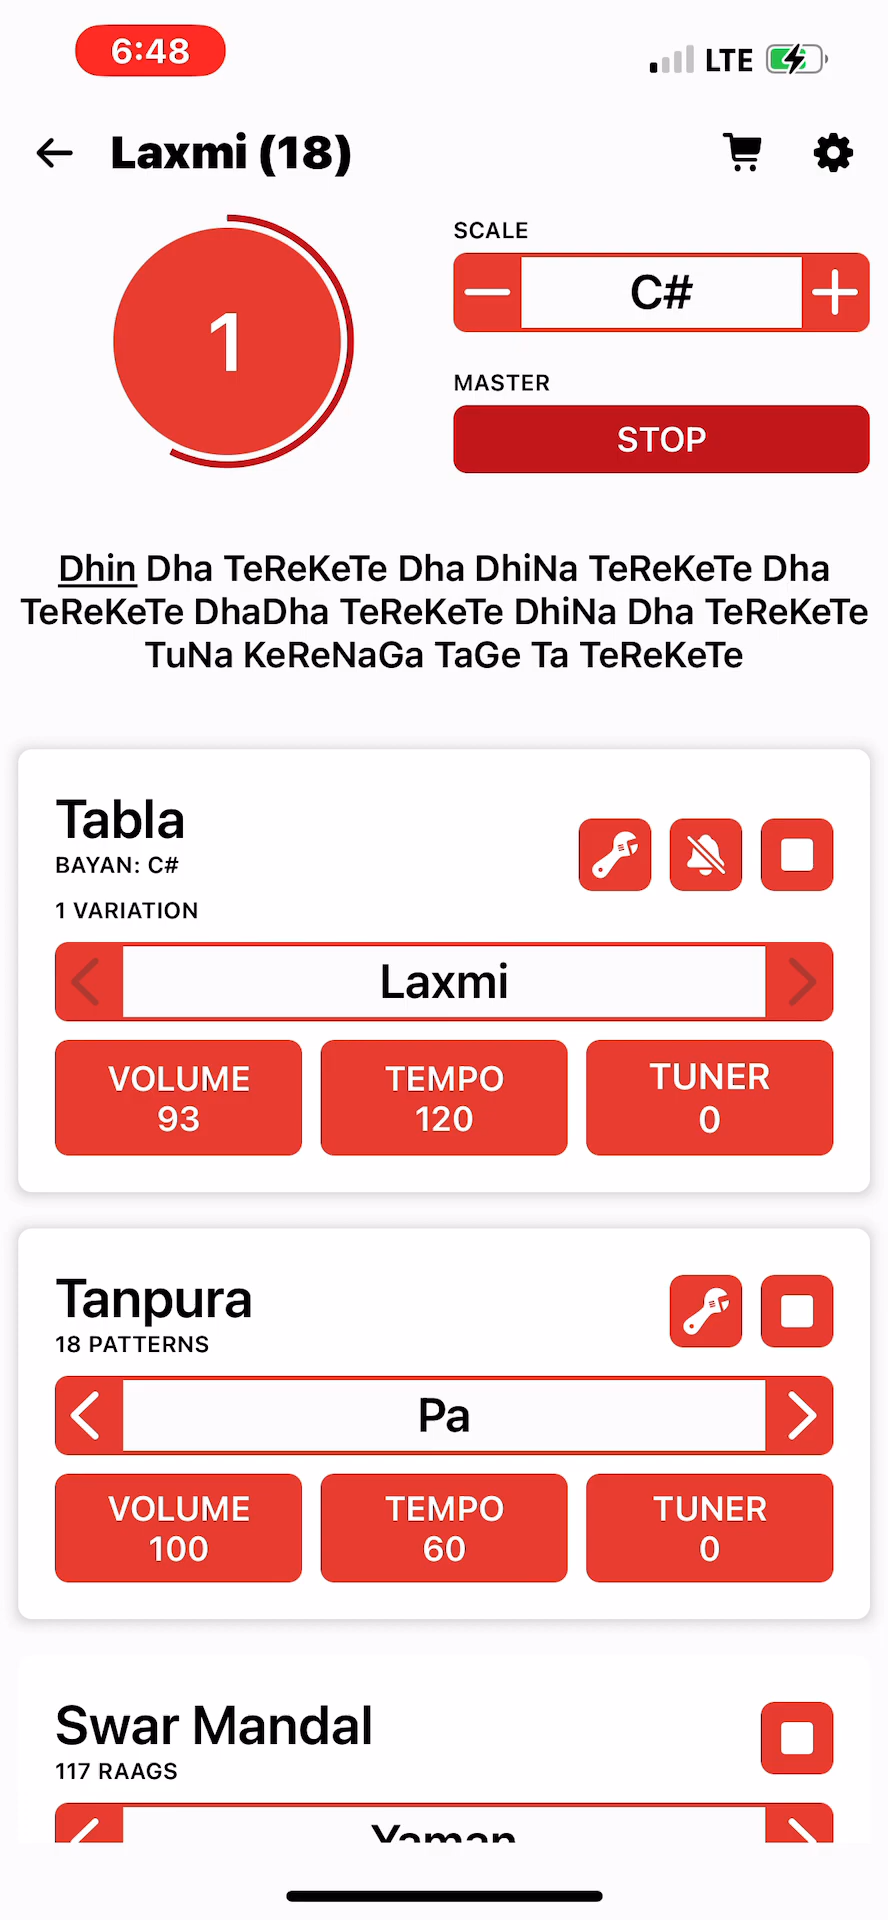 6:48
LTE
Laxmi (18)
1
SCALE
C#
MASTER
STOP
Dhin Dha TeReKeTe Dha DhiNa TeReKeTe Dha
TeReKeTe DhaDha TeReKeTe DhiNa Dha TeReKeTe
TuNa KeReNaGa TaGe Ta TeReKeTe
Tabla
BAYAN: C#
1 VARIATION
Laxmi
VOLUME
93
TEMPO
120
TUNER
0
Tanpura
18 PATTERNS
Pa
VOLUME
100
TEMPO
60
TUNER
0
Swar Mandal
117 RAAGS
Yaman